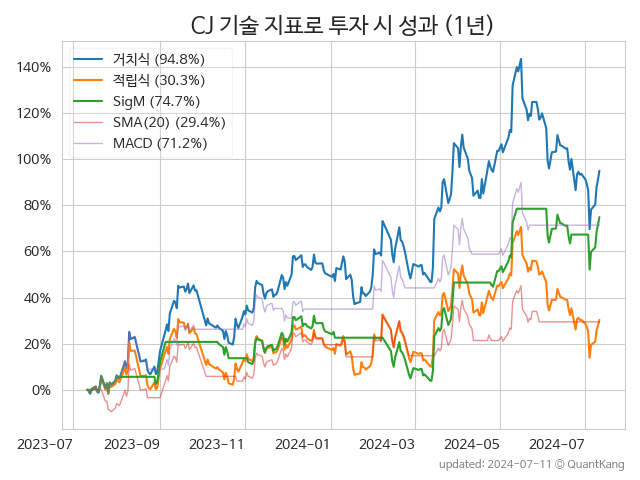 CJ 기술 지표로 투자 시 성과 (1년)
거치식 (94.8%)
적립식 (30.3%)
SigM (74.7%)
SMA(20) (29.4%)
MACD (71.2%)
140%
120%
100%
80%
60%
40%
20%
0%
2023-07 2023-09 2023-11 2024-01 2024-03 2024-05 2024-07
updated: 2024-07-11 © QuantKang